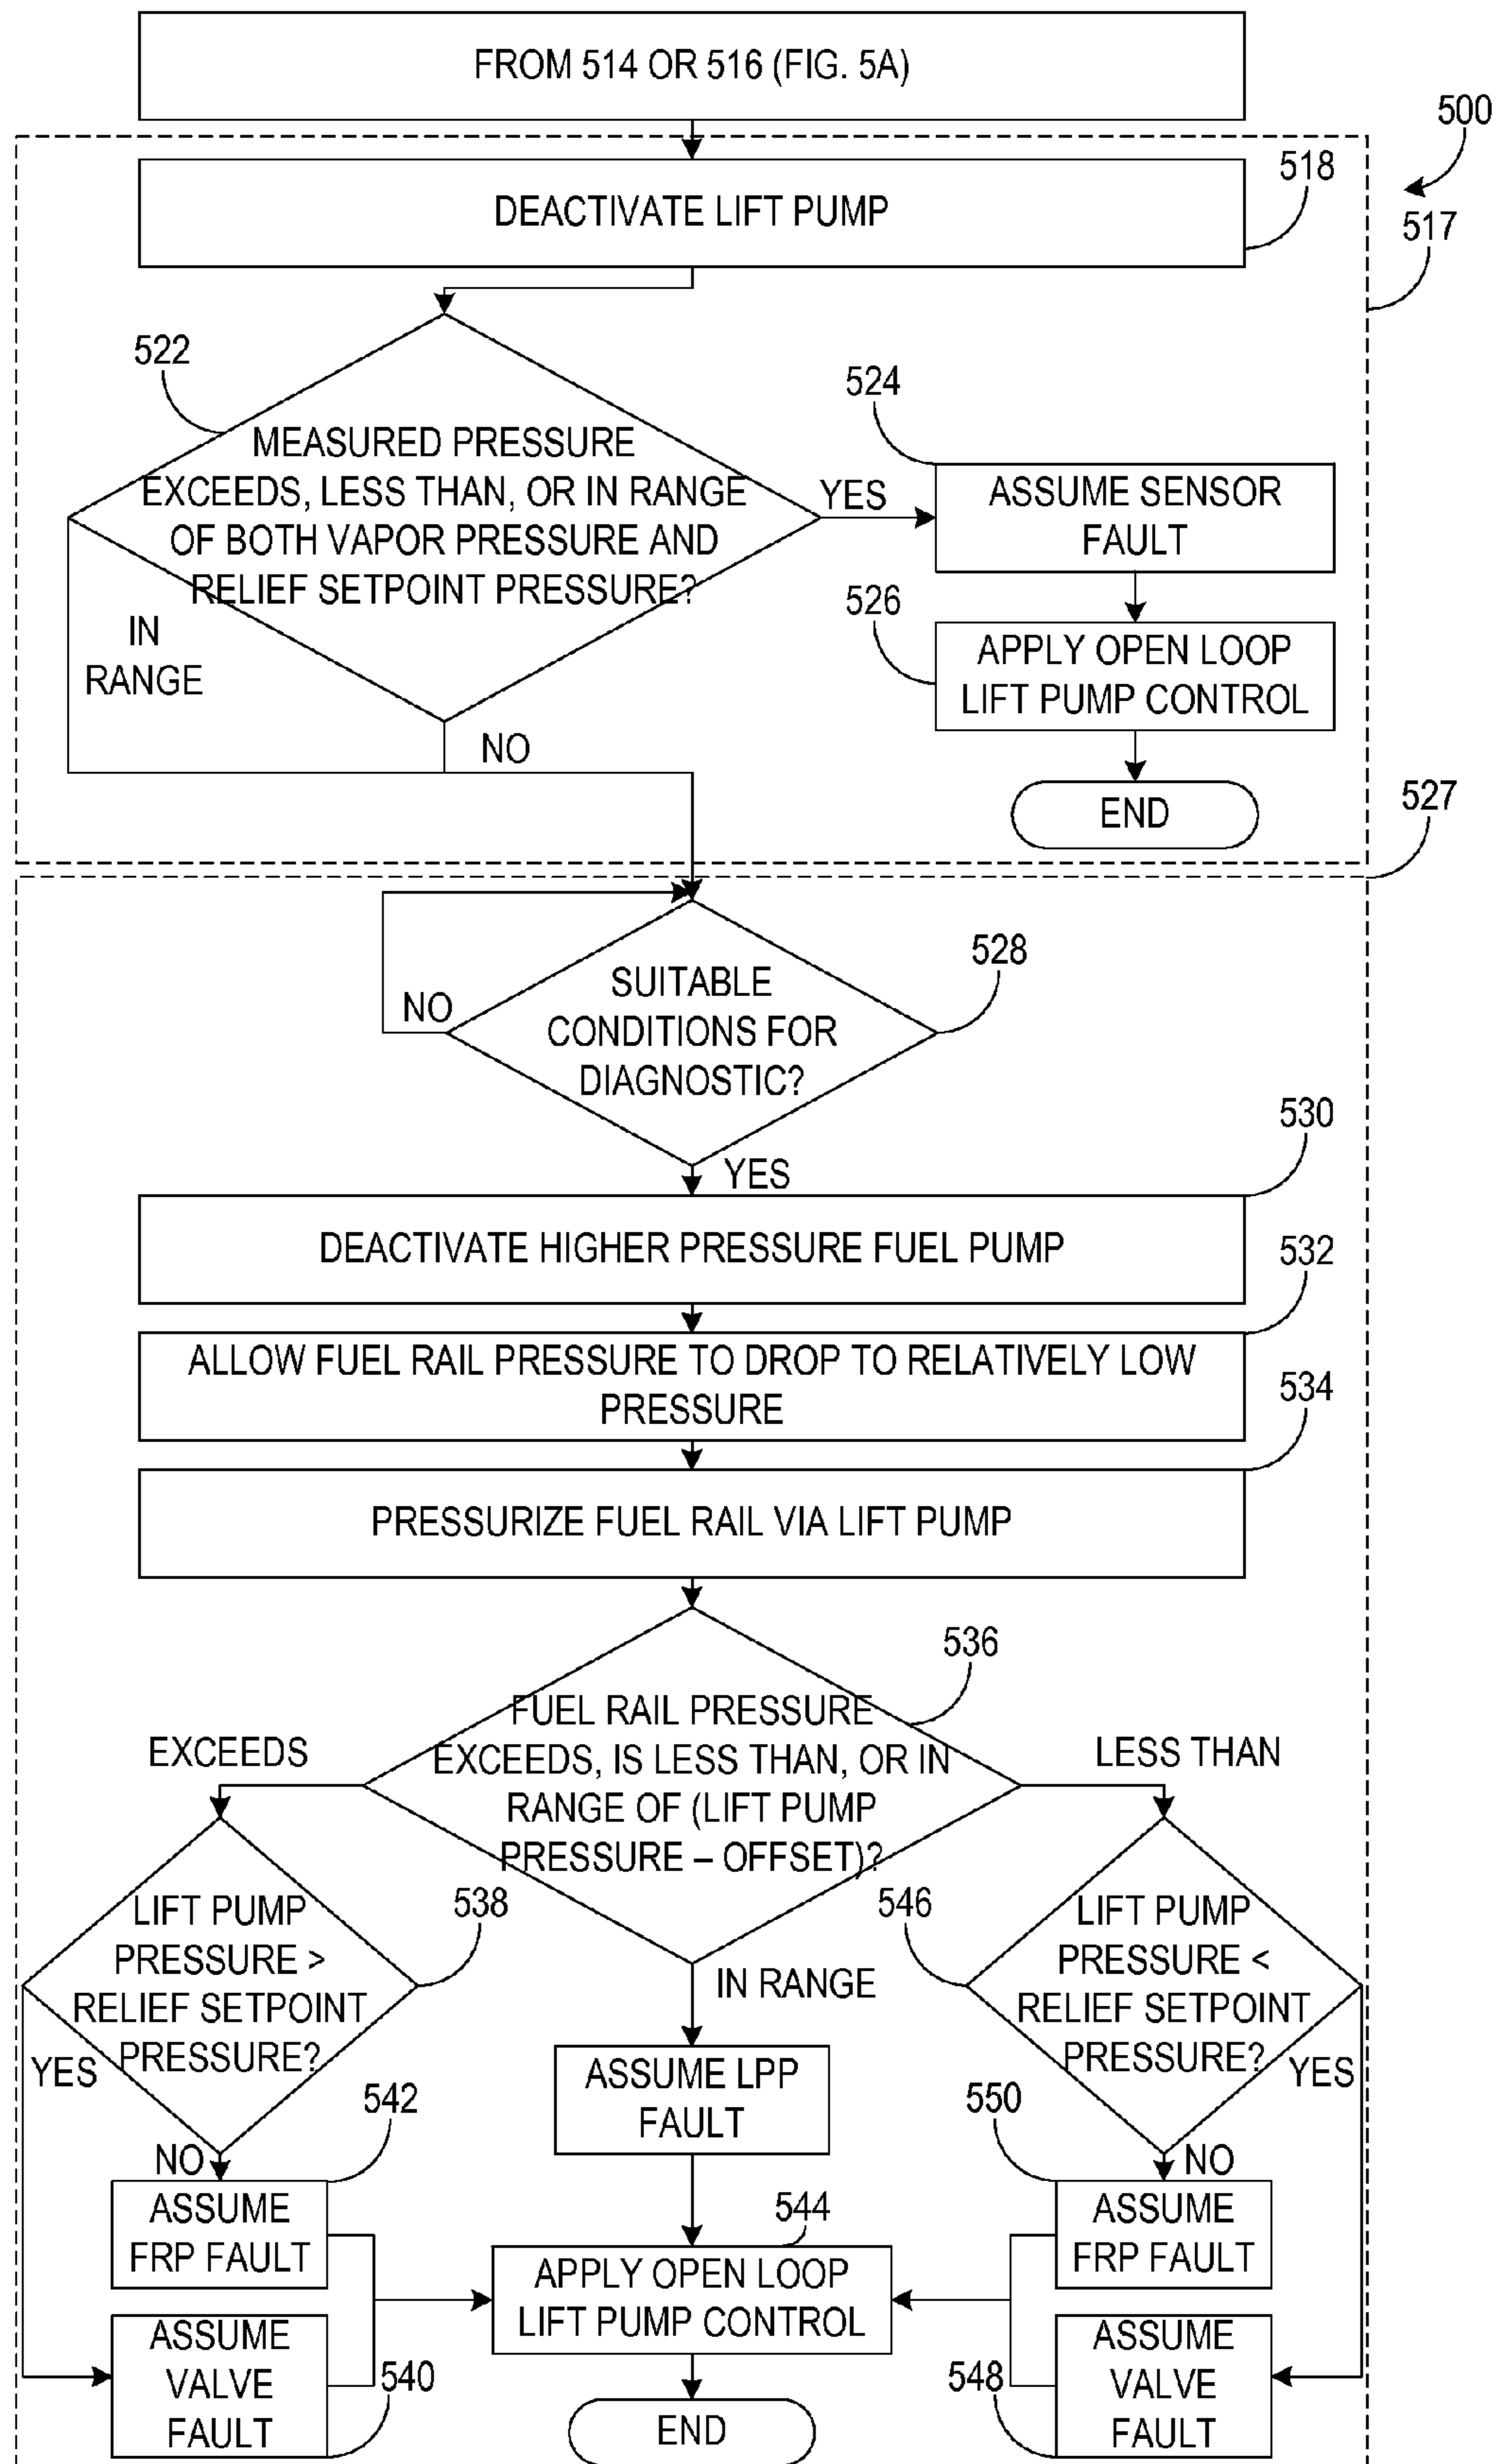 FROM 514 OR 516 (FIG. 5A)
500
518
DEACTIVATE LIFT PUMP
517
522
MEASURED PRESSURE
EXCEEDS, LESS THAN, OR IN RANGE
OF BOTH VAPOR PRESSURE AND
RELIEF SETPOINT PRESSURE?
YES
524
ASSUME SENSOR
FAULT
IN
RANGE
526
APPLY OPEN LOOP
LIFT PUMP CONTROL
NO
END
527
528
SUITABLE
CONDITIONS FOR
DIAGNOSTIC?
NO
YES
530
DEACTIVATE HIGHER PRESSURE FUEL PUMP
532
ALLOW FUEL RAIL PRESSURE TO DROP TO RELATIVELY LOW
PRESSURE
534
PRESSURIZE FUEL RAIL VIA LIFT PUMP
536
FUEL RAIL PRESSURE
EXCEEDS, IS LESS THAN, OR IN
RANGE OF (LIFT PUMP
PRESSURE – OFFSET)?
EXCEEDS
LESS THAN
IN RANGE
538
LIFT PUMP
PRESSURE >
RELIEF SETPOINT
PRESSURE?
YES
NO
546
LIFT PUMP
PRESSURE <
RELIEF SETPOINT
PRESSURE?
YES
NO
542
ASSUME
FRP FAULT
ASSUME LPP
FAULT
550
ASSUME
FRP FAULT
544
APPLY OPEN LOOP
LIFT PUMP CONTROL
ASSUME
VALVE
FAULT
540
548
ASSUME
VALVE
FAULT
END